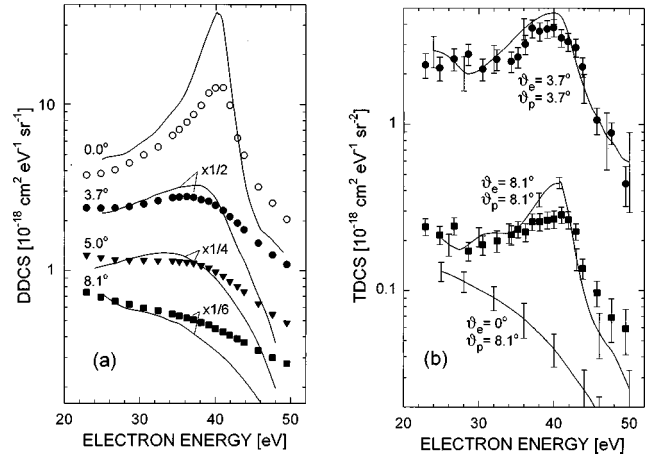 (a)
DDCS [10⁻¹⁸ cm² eV⁻¹ sr⁻¹]
10
1
0.0°
3.7°
x1/2
5.0°
x1/4
8.1°
x1/6
20 30 40 50
ELECTRON ENERGY [eV]
TDCS [10⁻¹⁸ cm² eV⁻¹ sr⁻²]
1
0.1
ϑe = 3.7°
ϑp = 3.7°
ϑe = 8.1°
ϑp = 8.1°
ϑe = 0°
ϑp = 8.1°
(b)
20 30 40 50
ELECTRON ENERGY [eV]